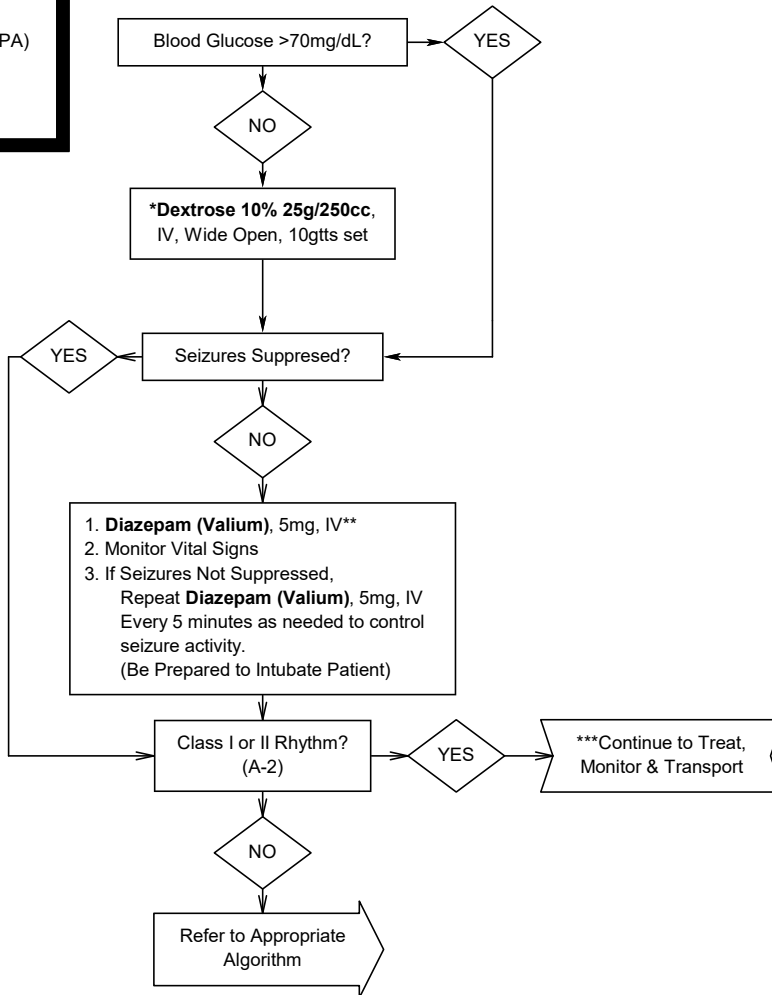 PA)
Blood Glucose >70mg/dL?
YES
NO
*Dextrose 10% 25g/250cc,
IV, Wide Open, 10gtts set
YES
Seizures Suppresed?
NO
1. Diazepam (Valium), 5mg, IV**
2. Monitor Vital Signs
3. If Seizures Not Suppressed,
Repeat Diazepam (Valium), 5mg, IV
Every 5 minutes as needed to control
seizure activity.
(Be Prepared to Intubate Patient)
Class I or II Rhythm?
(A-2)
YES
***Continue to Treat,
Monitor & Transport
NO
Refer to Appropriate
Algorithm